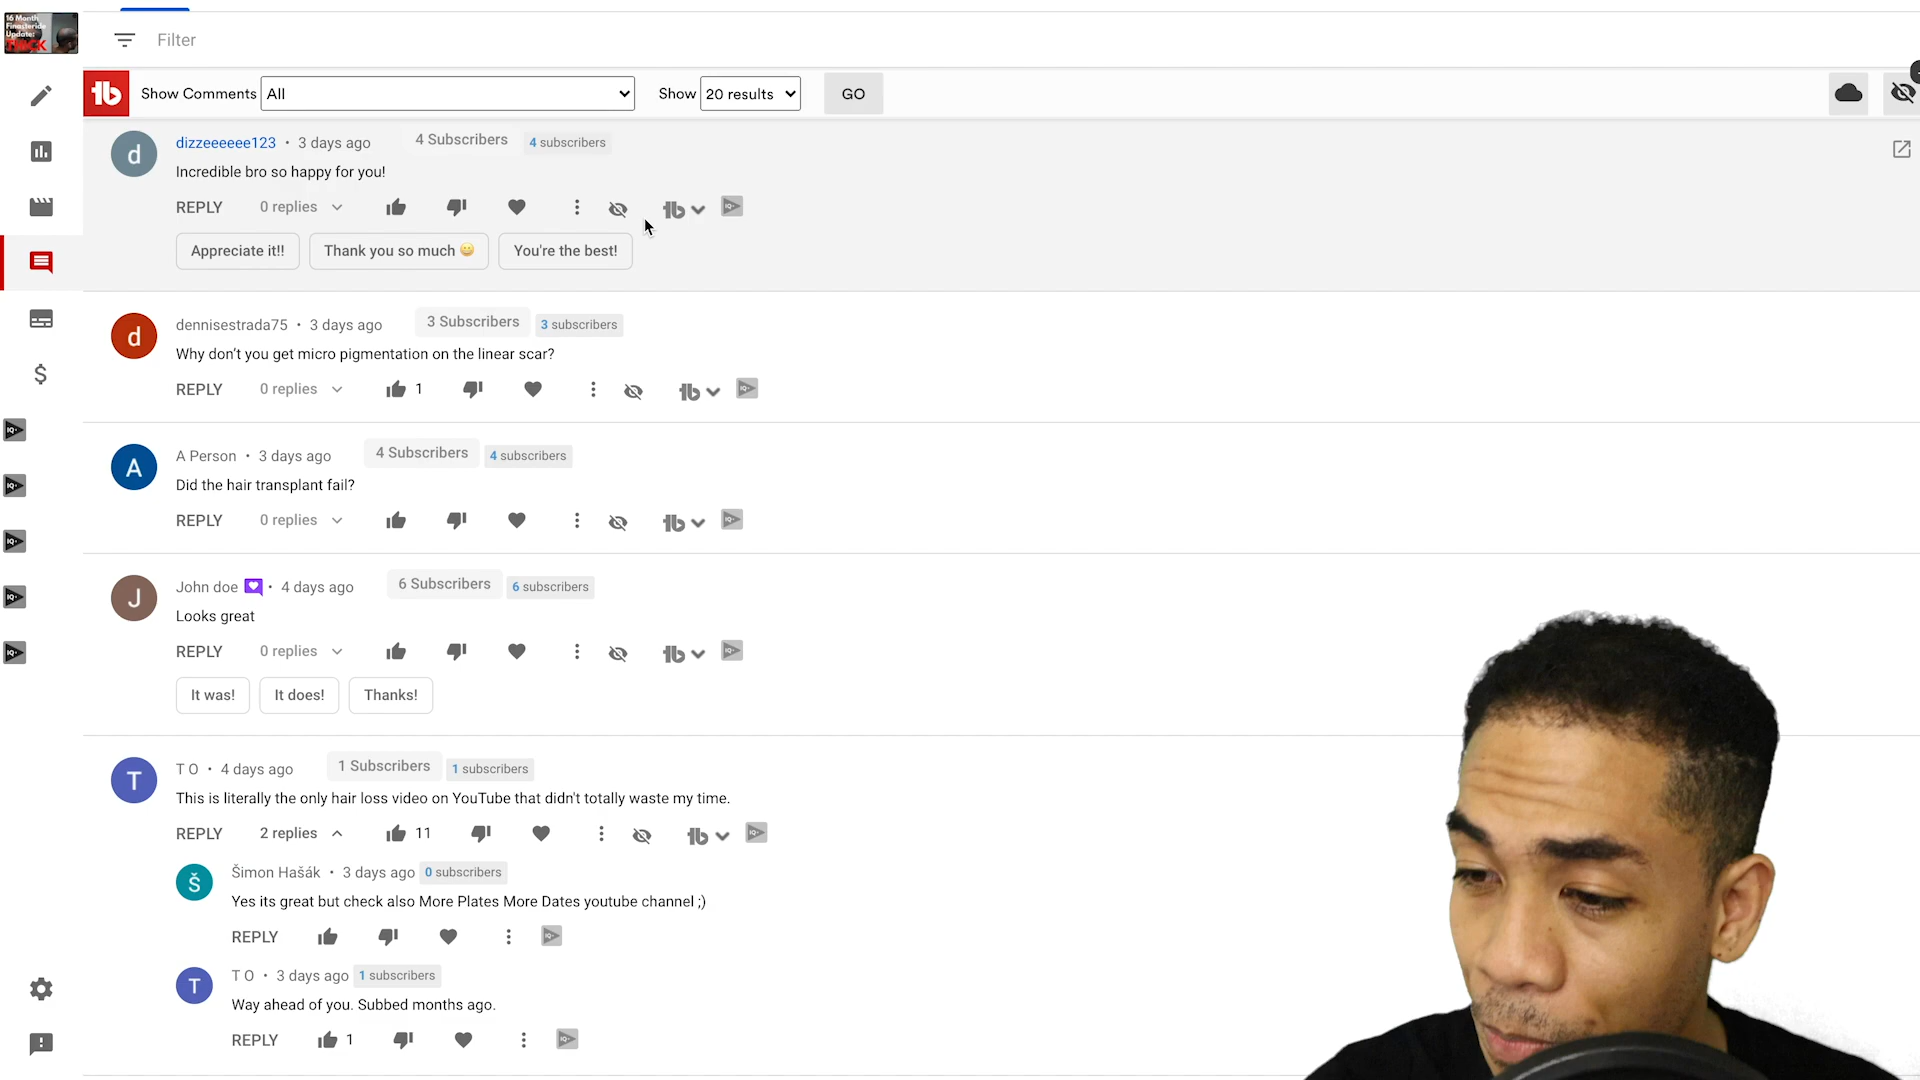 16 Month
Finasteride
Update:
THICK
Filter
Show Comments All Show 20 results GO
d dizzeeeeee123 • 3 days ago 4 Subscribers 4 subscribers
Incredible bro so happy for you!
REPLY 0 replies
Appreciate it!! Thank you so much 😀 You're the best!
d dennisestrada75 • 3 days ago 3 Subscribers 3 subscribers
Why don't you get micro pigmentation on the linear scar?
REPLY 0 replies 1
A A Person • 3 days ago 4 Subscribers 4 subscribers
Did the hair transplant fail?
REPLY 0 replies
J John doe • 4 days ago 6 Subscribers 6 subscribers
Looks great
REPLY 0 replies
It was! It does! Thanks!
T T O • 4 days ago 1 Subscribers 1 subscribers
This is literally the only hair loss video on YouTube that didn't totally waste my time.
REPLY 2 replies 11
Š Šimon Hašák • 3 days ago 0 subscribers
Yes its great but check also More Plates More Dates youtube channel ;)
REPLY
T T O • 3 days ago 1 subscribers
Way ahead of you. Subbed months ago.
REPLY 1